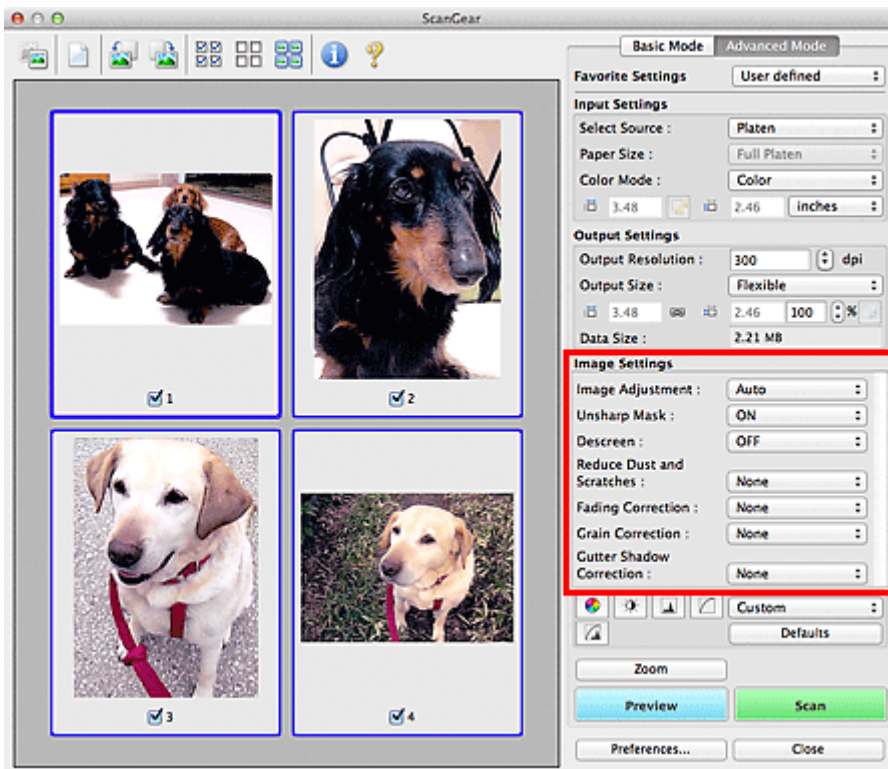 ScanGear
Basic Mode Advanced Mode
Favorite Settings User defined
Input Settings
Select Source : Platen
Paper Size : Full Platen
Color Mode : Color
3.48 2.46 inches
Output Settings
Output Resolution : 300 dpi
Output Size : Flexible
3.48 2.46 100 %
Data Size : 2.21 MB
Image Settings
Image Adjustment : Auto
Unsharp Mask : ON
Descreen : OFF
Reduce Dust and
Scratches : None
Fading Correction : None
Grain Correction : None
Gutter Shadow
Correction : None
Custom
Defaults
Zoom
Preview Scan
Preferences... Close
1
2
3
4